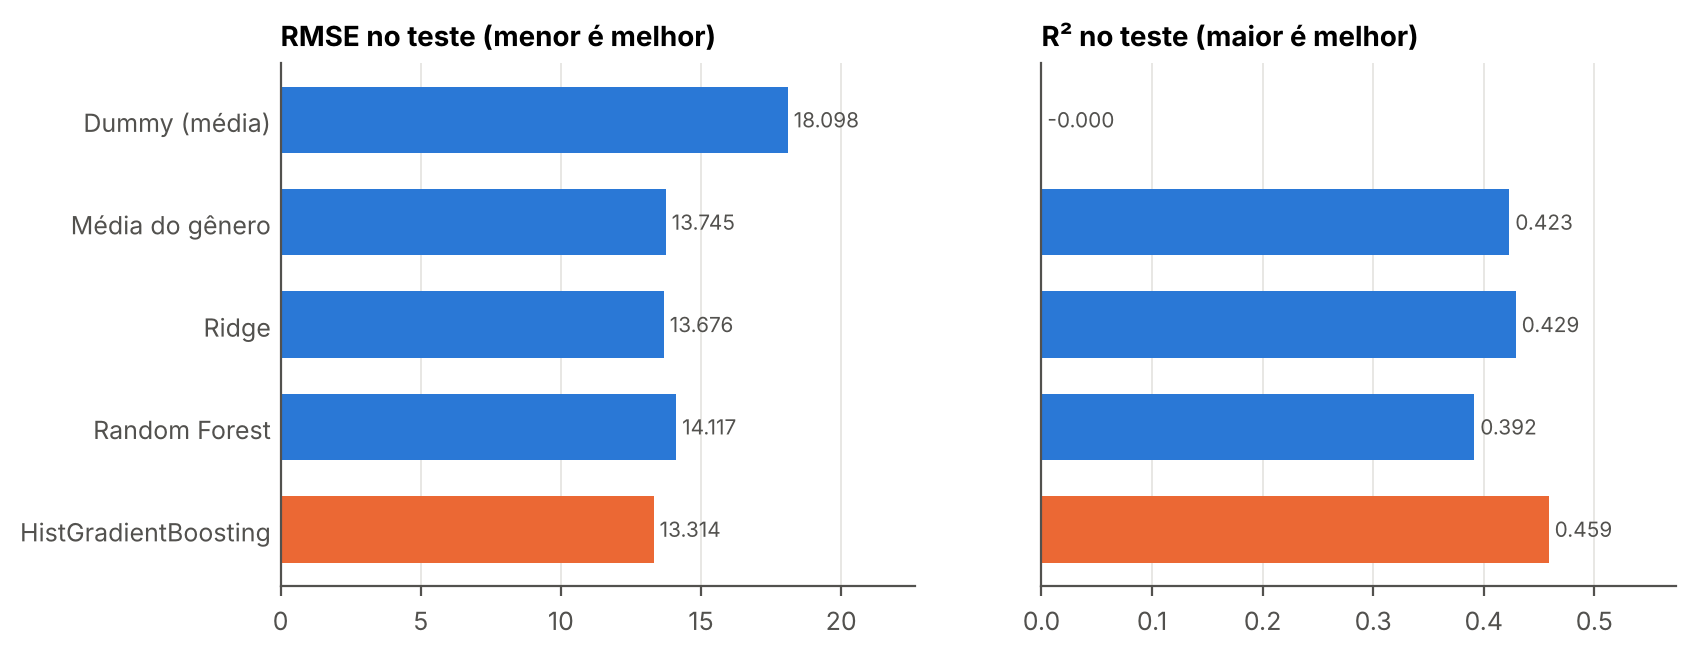 RMSE no teste (menor é melhor)
Dummy (média)
18.098
Média do gênero
13.745
Ridge
13.676
Random Forest
14.117
HistGradientBoosting
13.314
0 5 10 15 20
R² no teste (maior é melhor)
-0.000
0.423
0.429
0.392
0.459
0.0 0.1 0.2 0.3 0.4 0.5